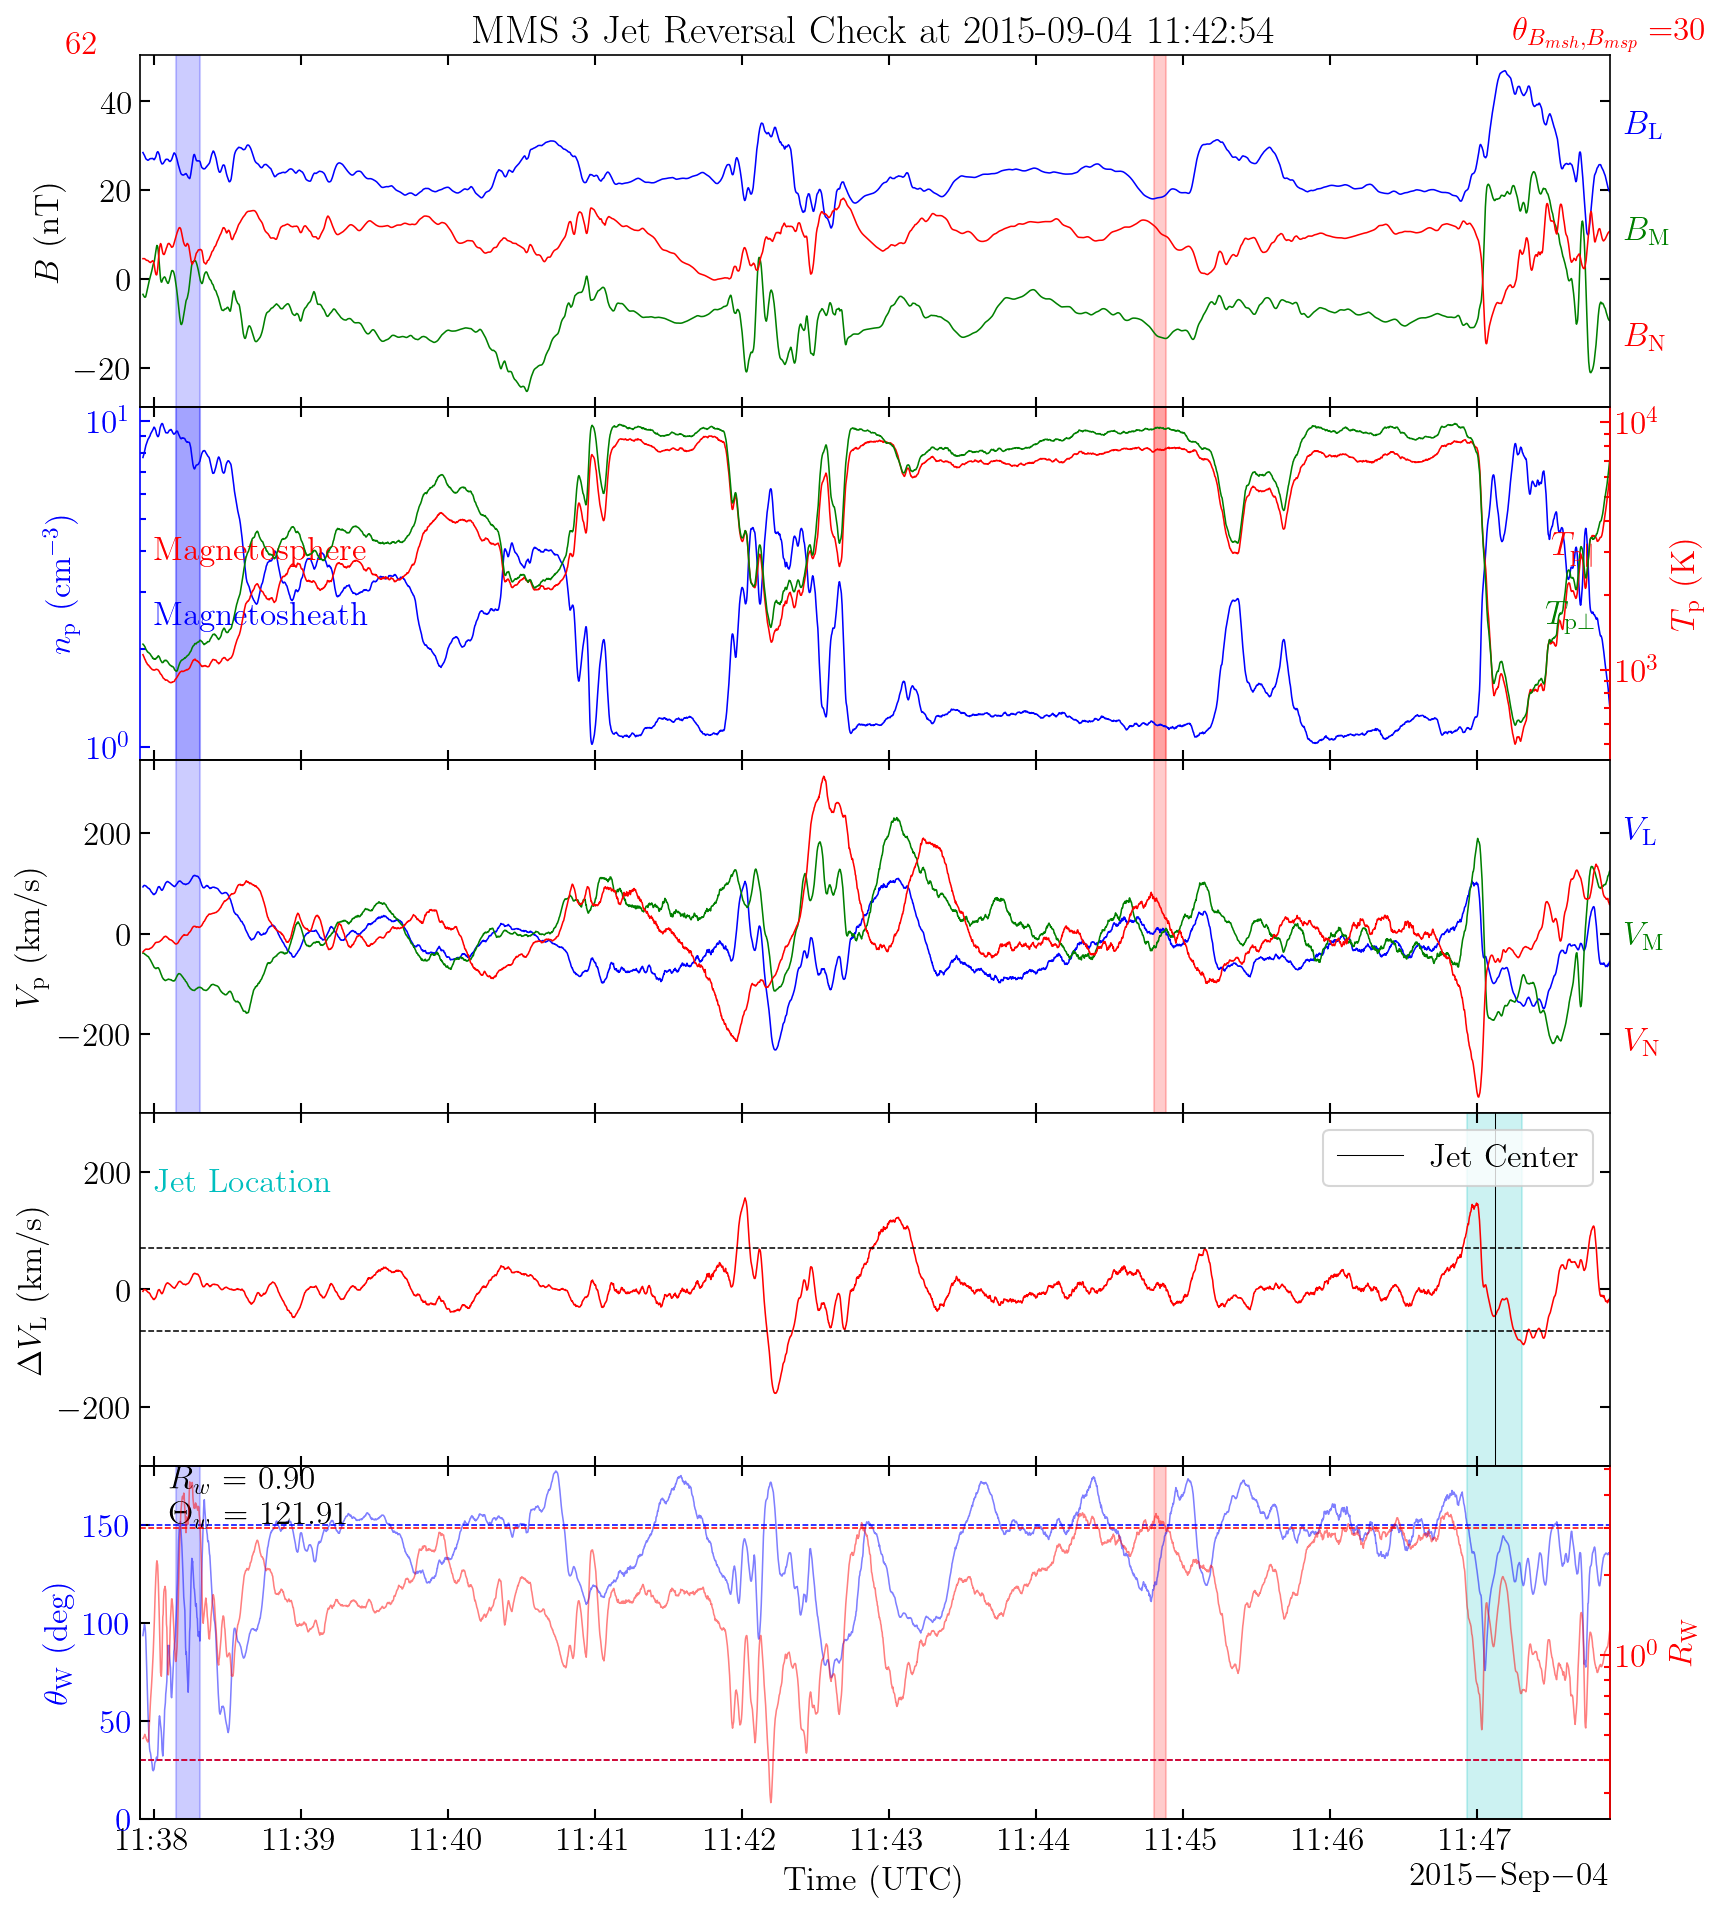 MMS 3 Jet Reversal Check at 2015-09-04 11:42:54
62
θ_{B_{msh},B_{msp}} =30
B (nT)
40
20
0
−20
B_L
B_M
B_N
n_p (cm^{−3})
10^1
10^0
Magnetosphere
Magnetosheath
T_{p∥}
T_{p⊥}
10^4
10^3
T_p (K)
V_p (km/s)
200
0
−200
V_L
V_M
V_N
ΔV_L (km/s)
200
0
−200
Jet Location
Jet Center
R_w = 0.90
Θ_w = 121.91
θ_W (deg)
150
100
50
0
10^0
R_W
11:38 11:39 11:40 11:41 11:42 11:43 11:44 11:45 11:46 11:47
Time (UTC)
2015−Sep−04